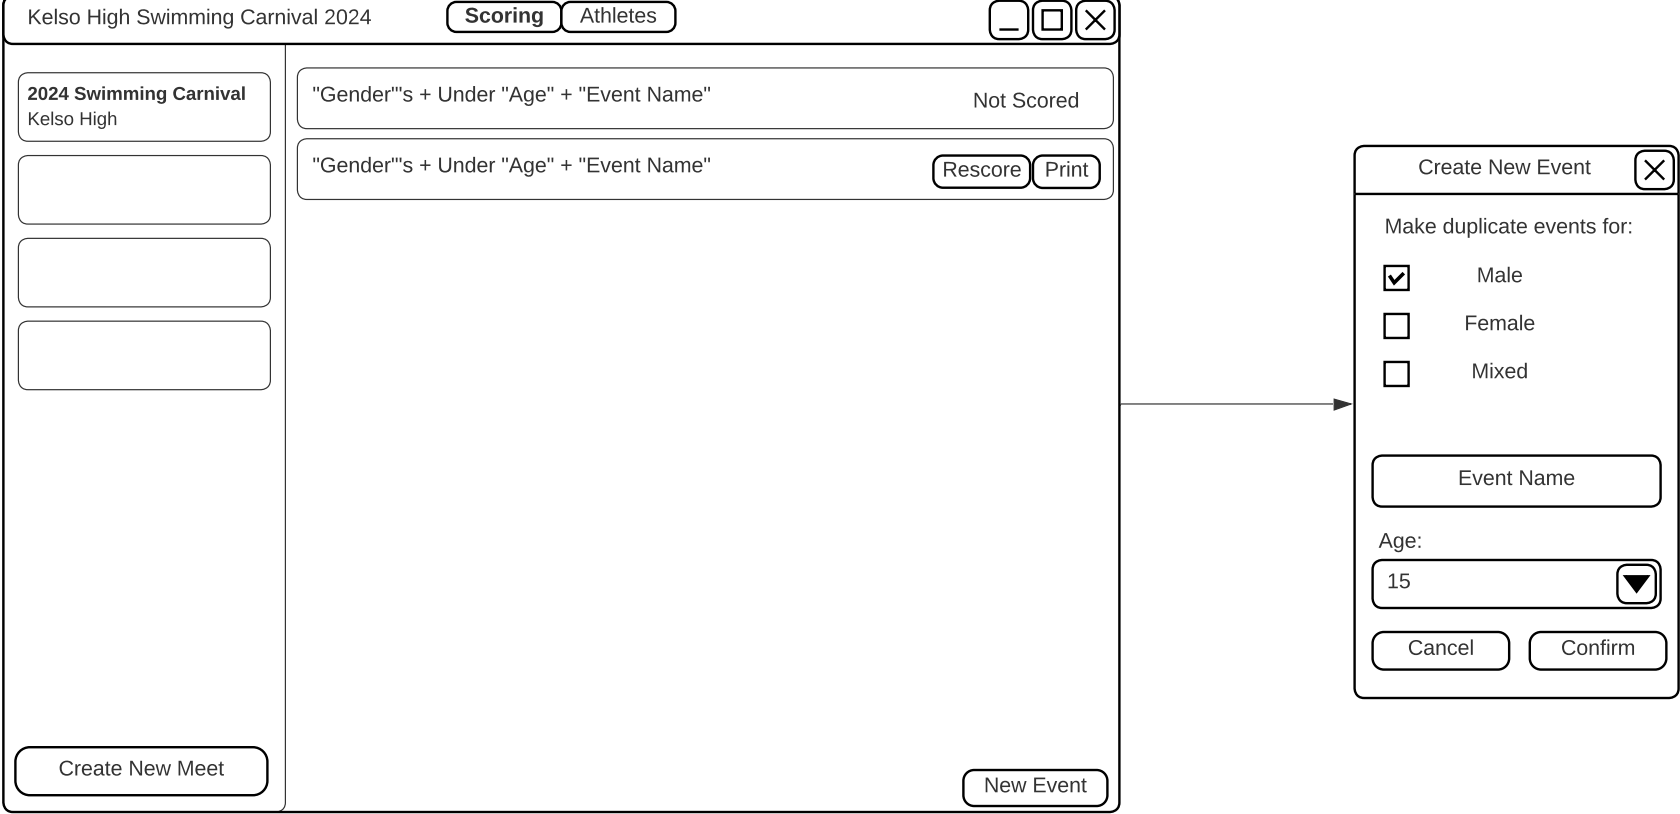 Kelso High Swimming Carnival 2024
Scoring
Athletes
2024 Swimming Carnival
Kelso High
"Gender"'s + Under "Age" + "Event Name"
Not Scored
"Gender"'s + Under "Age" + "Event Name"
Rescore
Print
Create New Meet
New Event
Create New Event
Make duplicate events for:
Male
Female
Mixed
Event Name
Age:
15
Cancel
Confirm